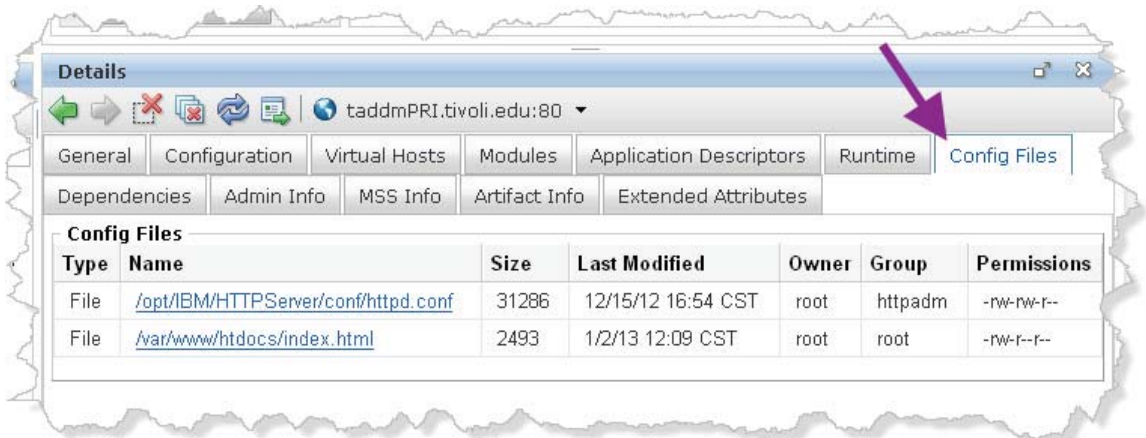 Details
taddmPRI.tivoli.edu:80
General Configuration Virtual Hosts Modules Application Descriptors Runtime Config Files
Dependencies Admin Info MSS Info Artifact Info Extended Attributes
Config Files
Type Name Size Last Modified Owner Group Permissions
File /opt/IBM/HTTPServer/conf/httpd.conf 31286 12/15/12 16:54 CST root httpadm -rw-rw-r--
File /var/www/htdocs/index.html 2493 1/2/13 12:09 CST root root -rw-r--r--